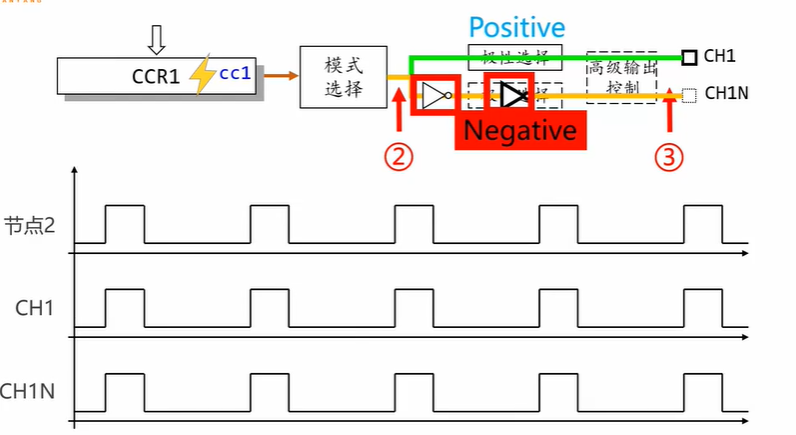 Positive
CCR1
cc1
模式
选择
极性选择
CH1
高级输出
控制
CH1N
Negative
②
③
节点2
CH1
CH1N